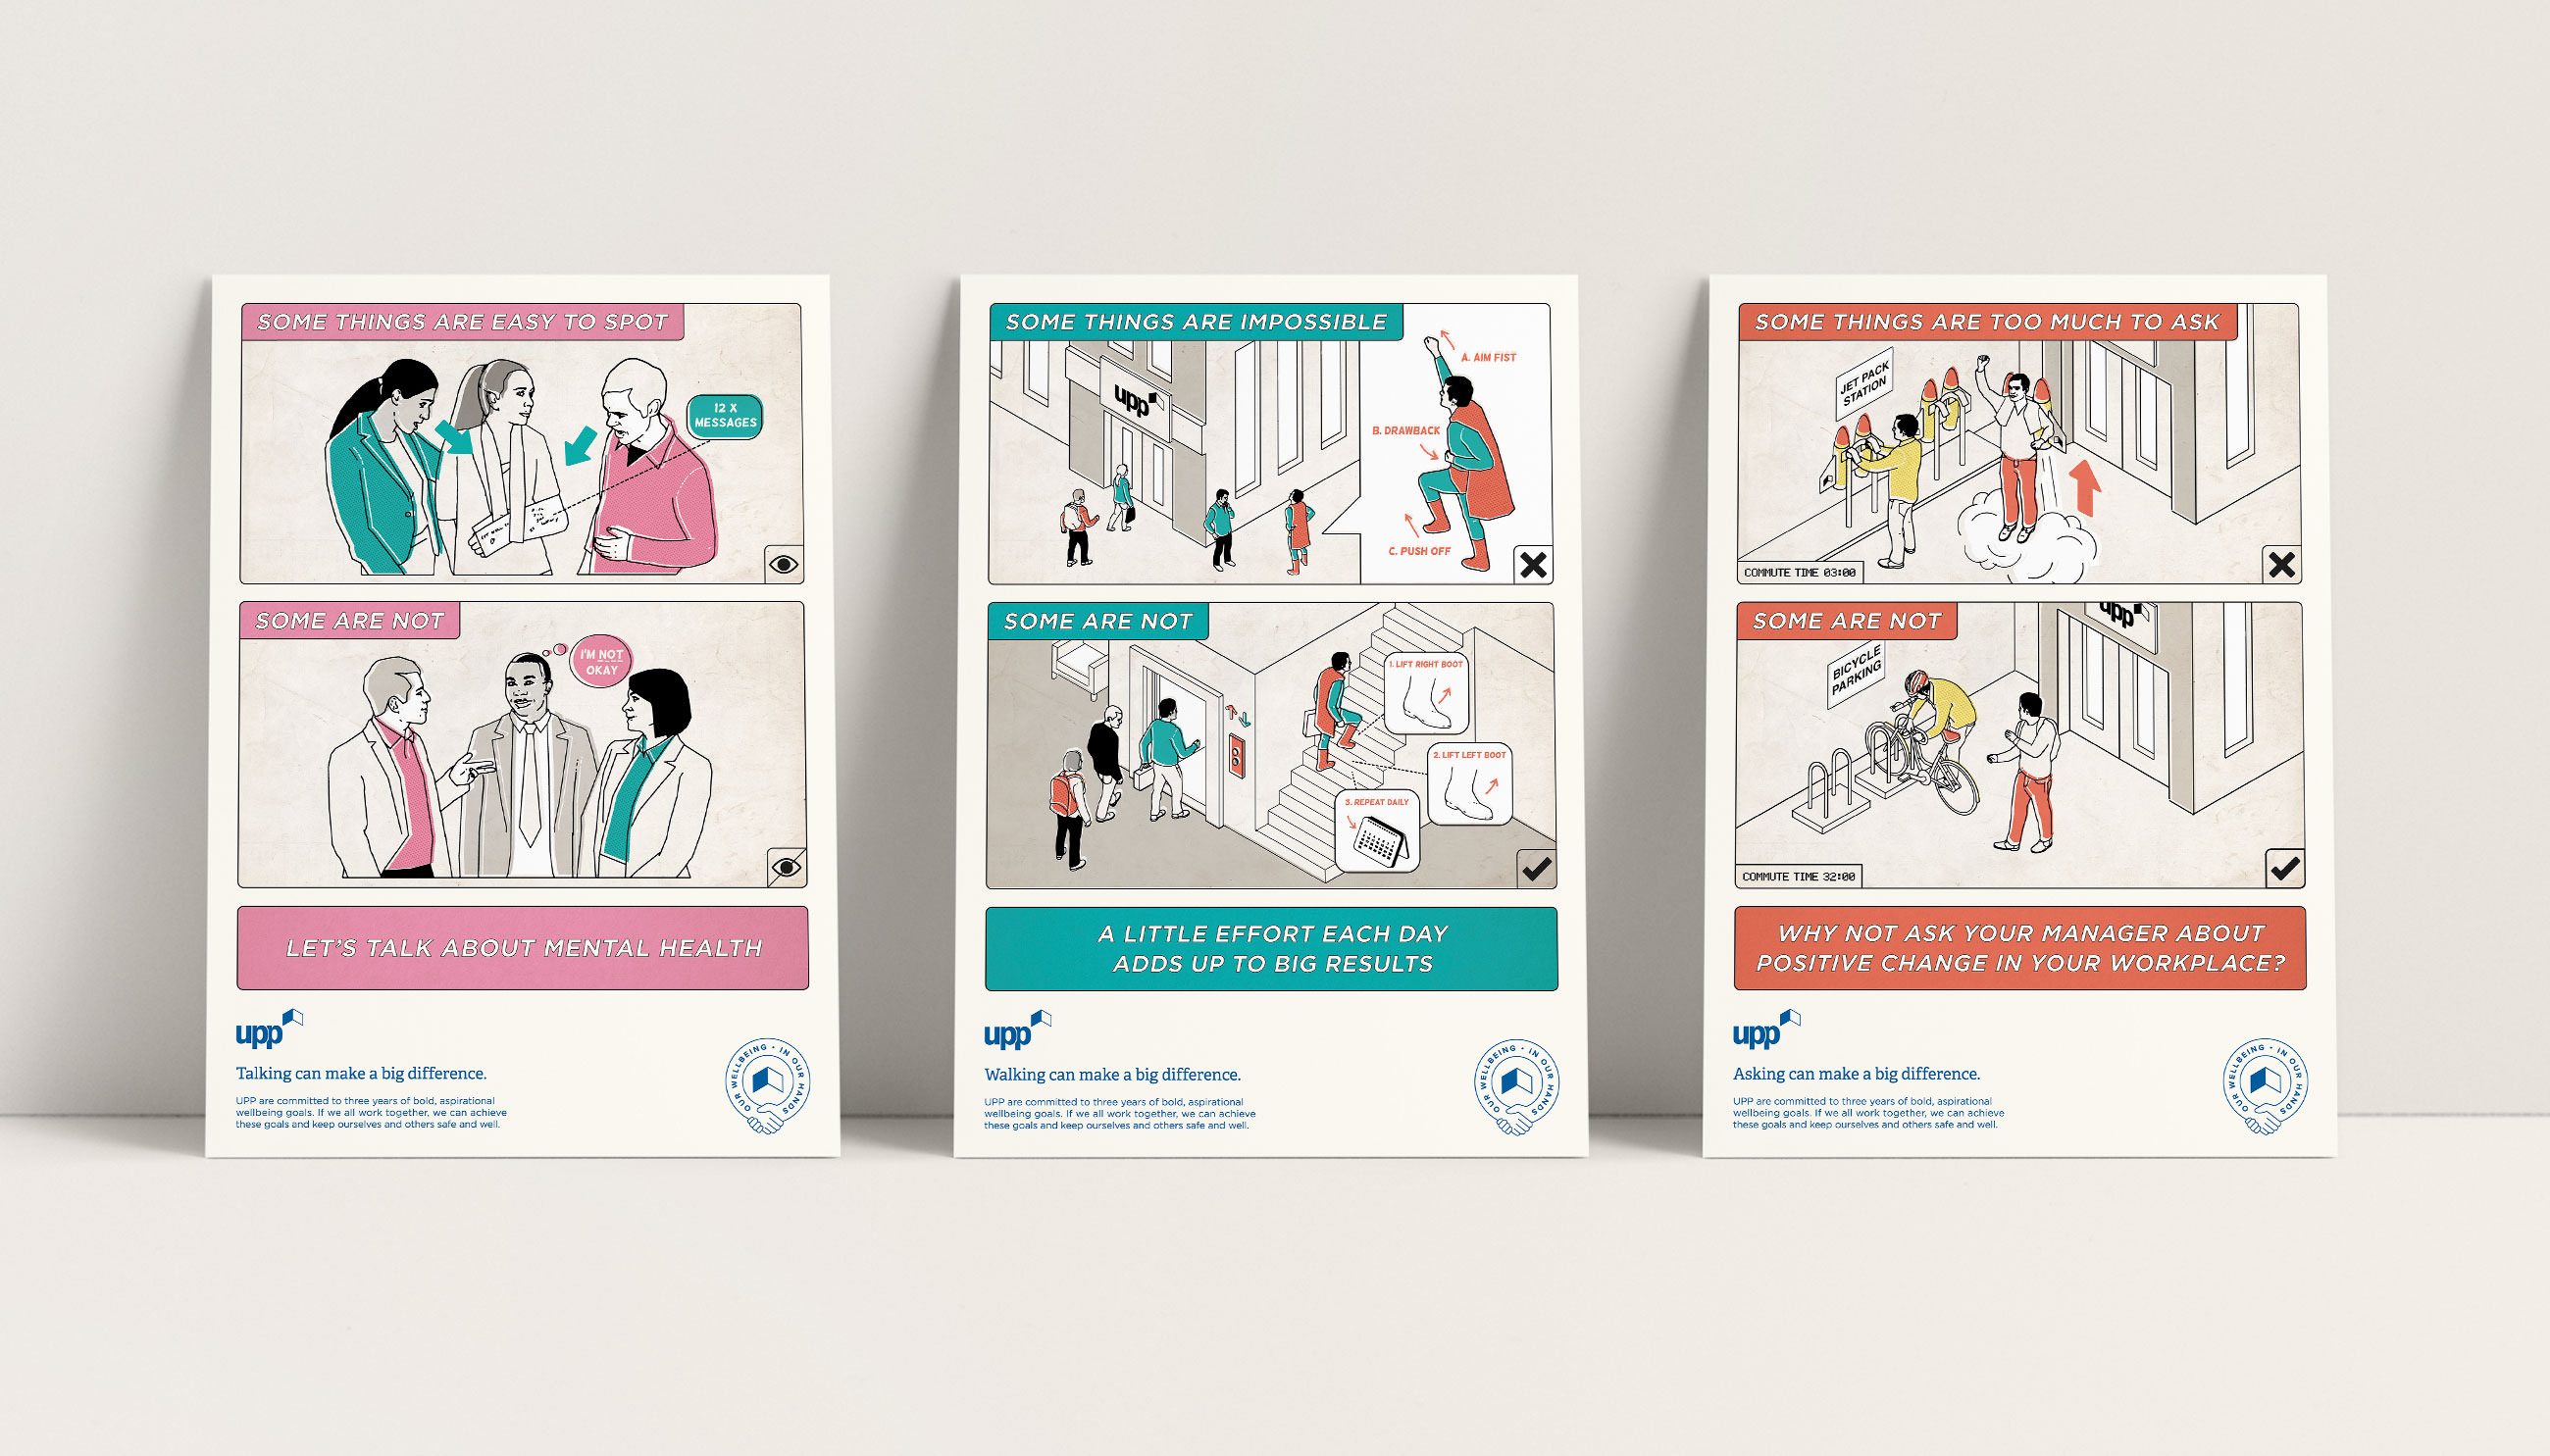 SOME THINGS ARE EASY TO SPOT
12 X
MESSAGES
SOME ARE NOT
I'M NOT
OKAY
LET'S TALK ABOUT MENTAL HEALTH
upp
Talking can make a big difference.
UPP are committed to three years of bold, aspirational
wellbeing goals. If we all work together, we can achieve
these goals and keep ourselves and others safe and well.
OUR WELLBEING • IN OUR HANDS
SOME THINGS ARE IMPOSSIBLE
upp
A. AIM FIST
B. DRAWBACK
C. PUSH OFF
SOME ARE NOT
1. LIFT RIGHT BOOT
2. LIFT LEFT BOOT
3. REPEAT DAILY
A LITTLE EFFORT EACH DAY
ADDS UP TO BIG RESULTS
upp
Walking can make a big difference.
UPP are committed to three years of bold, aspirational
wellbeing goals. If we all work together, we can achieve
these goals and keep ourselves and others safe and well.
OUR WELLBEING • IN OUR HANDS
SOME THINGS ARE TOO MUCH TO ASK
JET PACK
STATION
COMMUTE TIME 03:00
SOME ARE NOT
upp
BICYCLE
PARKING
COMMUTE TIME 32:00
WHY NOT ASK YOUR MANAGER ABOUT
POSITIVE CHANGE IN YOUR WORKPLACE?
upp
Asking can make a big difference.
UPP are committed to three years of bold, aspirational
wellbeing goals. If we all work together, we can achieve
these goals and keep ourselves and others safe and well.
OUR WELLBEING • IN OUR HANDS